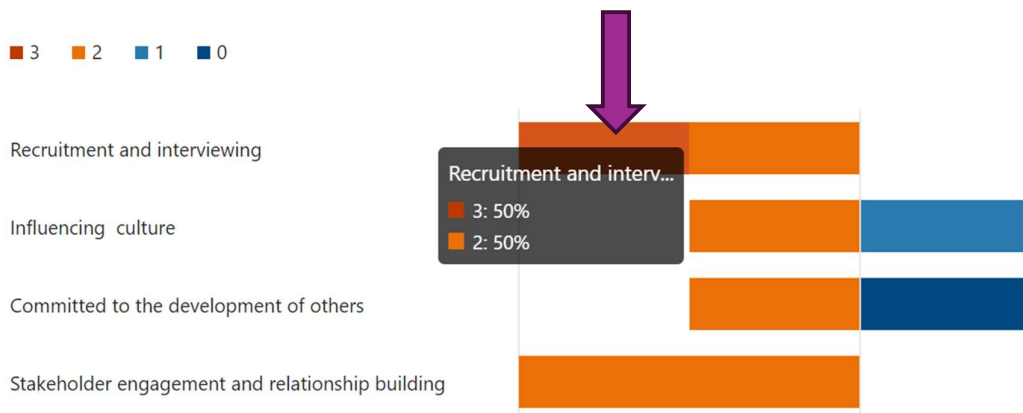 3 2 1 0
Recruitment and interviewing
Recruitment and interv...
3: 50%
2: 50%
Influencing culture
Committed to the development of others
Stakeholder engagement and relationship building